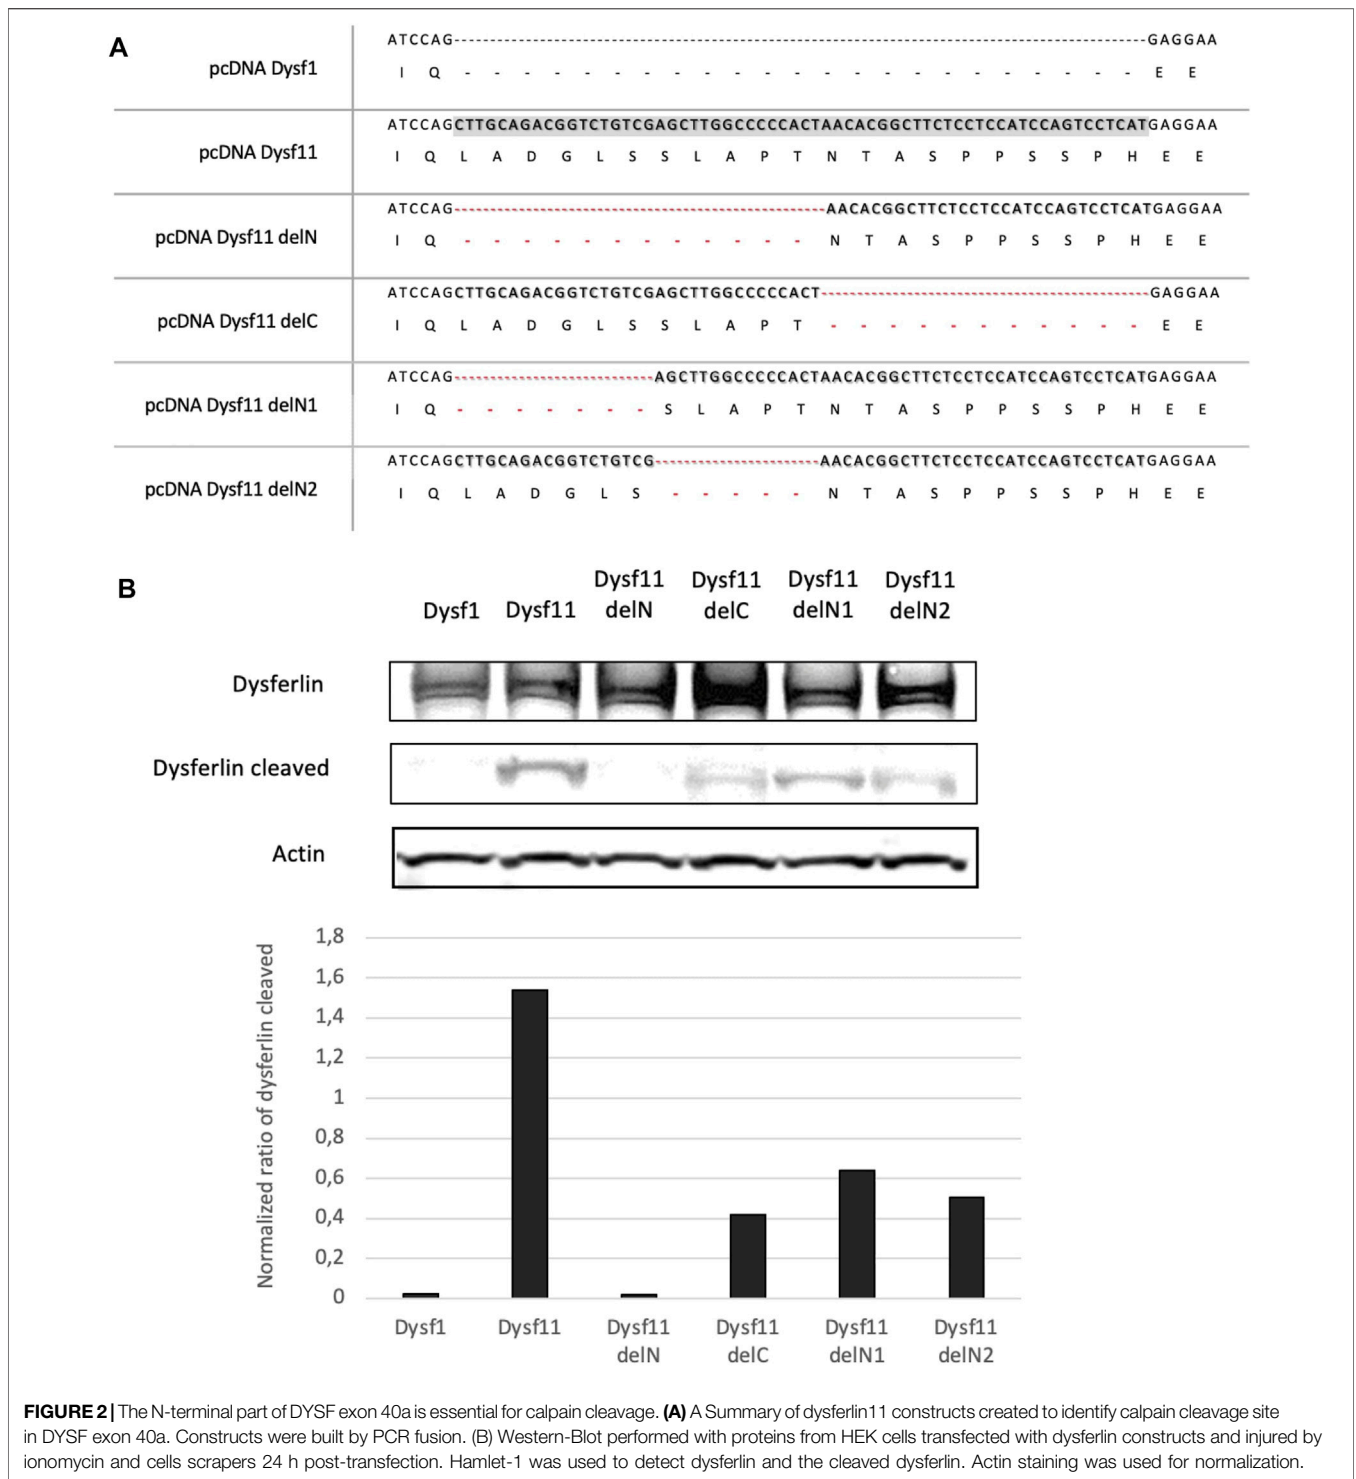 A
pcDNA Dysf1
ATCCAG----------------------------------------------------------------------GAGGAA
I Q - - - - - - - - - - - - - - - - - - - - - E E
pcDNA Dysf11
ATCCAGCTTGCAGACGGTCTGTCGAGCTTGGCCCCCACTAACACGGCTTCTCCTCCATCCAGTCCTCATGAGGAA
I Q L A D G L S S L A P T N T A S P P S S P H E E
pcDNA Dysf11 delN
ATCCAG---------------------------------AACACGGCTTCTCCTCCATCCAGTCCTCATGAGGAA
I Q - - - - - - - - - - - N T A S P P S S P H E E
pcDNA Dysf11 delC
ATCCAGCTTGCAGACGGTCTGTCGAGCTTGGCCCCCACT------------------------------GAGGAA
I Q L A D G L S S L A P T - - - - - - - - - - - E E
pcDNA Dysf11 delN1
ATCCAG------------------AGCTTGGCCCCCACTAACACGGCTTCTCCTCCATCCAGTCCTCATGAGGAA
I Q - - - - - - - S L A P T N T A S P P S S P H E E
pcDNA Dysf11 delN2
ATCCAGCTTGCAGACGGTCTGTCG---------------AACACGGCTTCTCCTCCATCCAGTCCTCATGAGGAA
I Q L A D G L S - - - - - N T A S P P S S P H E E
B
Dysf1 Dysf11 Dysf11 delN Dysf11 delC Dysf11 delN1 Dysf11 delN2
Dysferlin
Dysferlin cleaved
Actin
Normalized ratio of dysferlin cleaved
1,8
1,6
1,4
1,2
1
0,8
0,6
0,4
0,2
0
Dysf1 Dysf11 Dysf11 delN Dysf11 delC Dysf11 delN1 Dysf11 delN2
FIGURE 2 | The N-terminal part of DYSF exon 40a is essential for calpain cleavage. (A) A Summary of dysferlin11 constructs created to identify calpain cleavage site
in DYSF exon 40a. Constructs were built by PCR fusion. (B) Western-Blot performed with proteins from HEK cells transfected with dysferlin constructs and injured by
ionomycin and cells scrapers 24 h post-transfection. Hamlet-1 was used to detect dysferlin and the cleaved dysferlin. Actin staining was used for normalization.